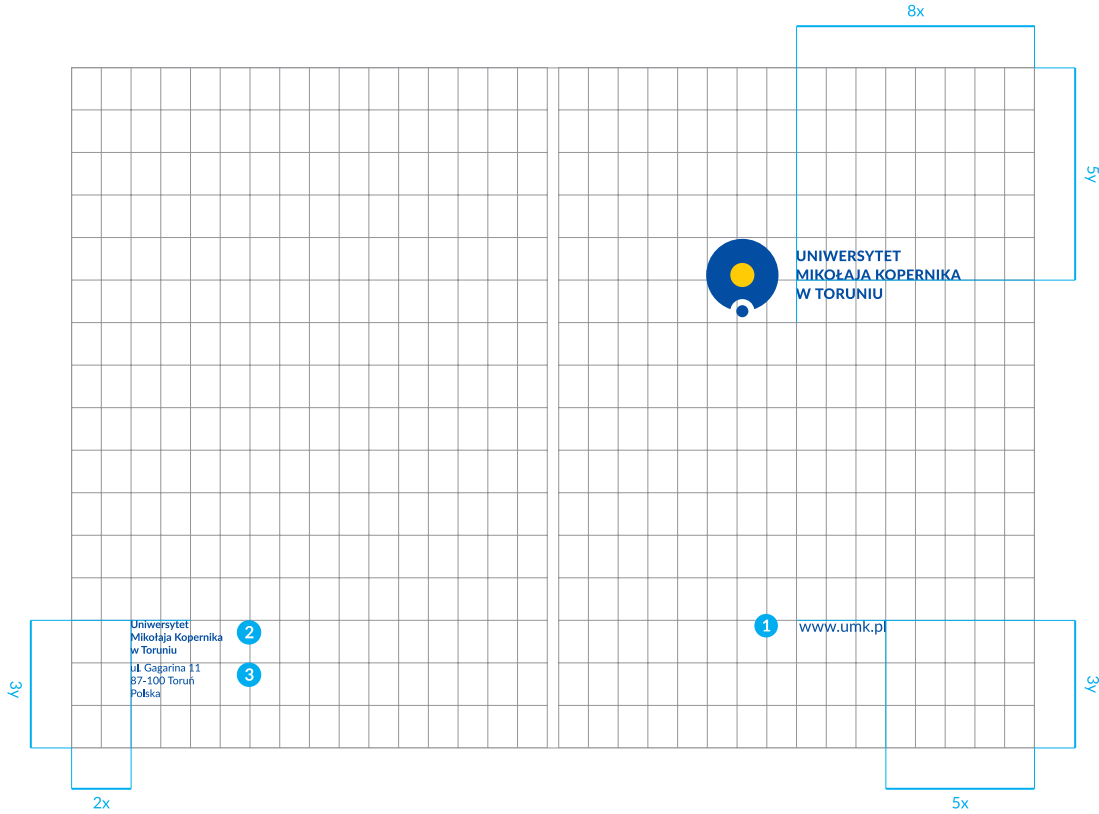 8x
5y
UNIWERSYTET
MIKOŁAJA KOPERNIKA
W TORUNIU
Uniwersytet
Mikołaja Kopernika
w Toruniu
2
ul. Gagarina 11
87-100 Toruń
Polska
3
1
www.umk.pl
3y
3y
2x
5x